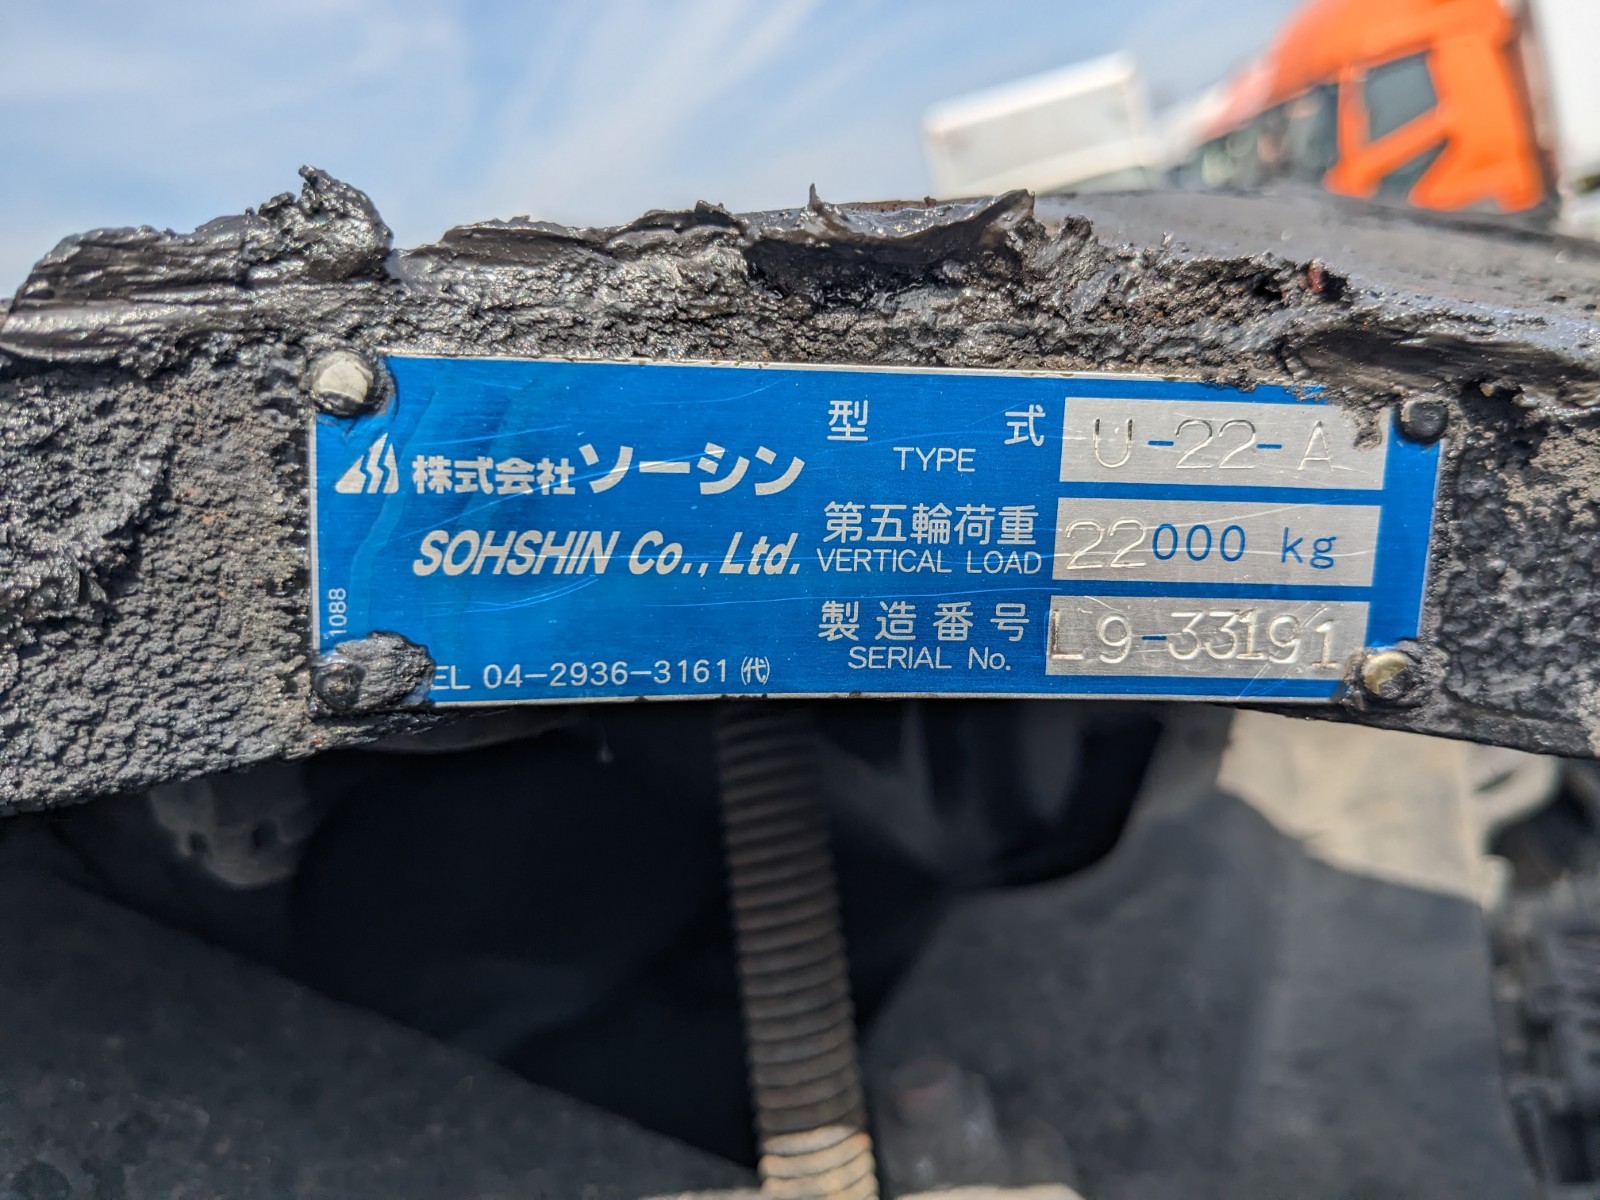 株式会社ソーシン
SOHSHIN Co., Ltd.
1088
EL 04-2936-3161 ㈹
型式 U-22-A
TYPE
第五輪荷重 22000 kg
VERTICAL LOAD
製造番号 L9-33191
SERIAL No.